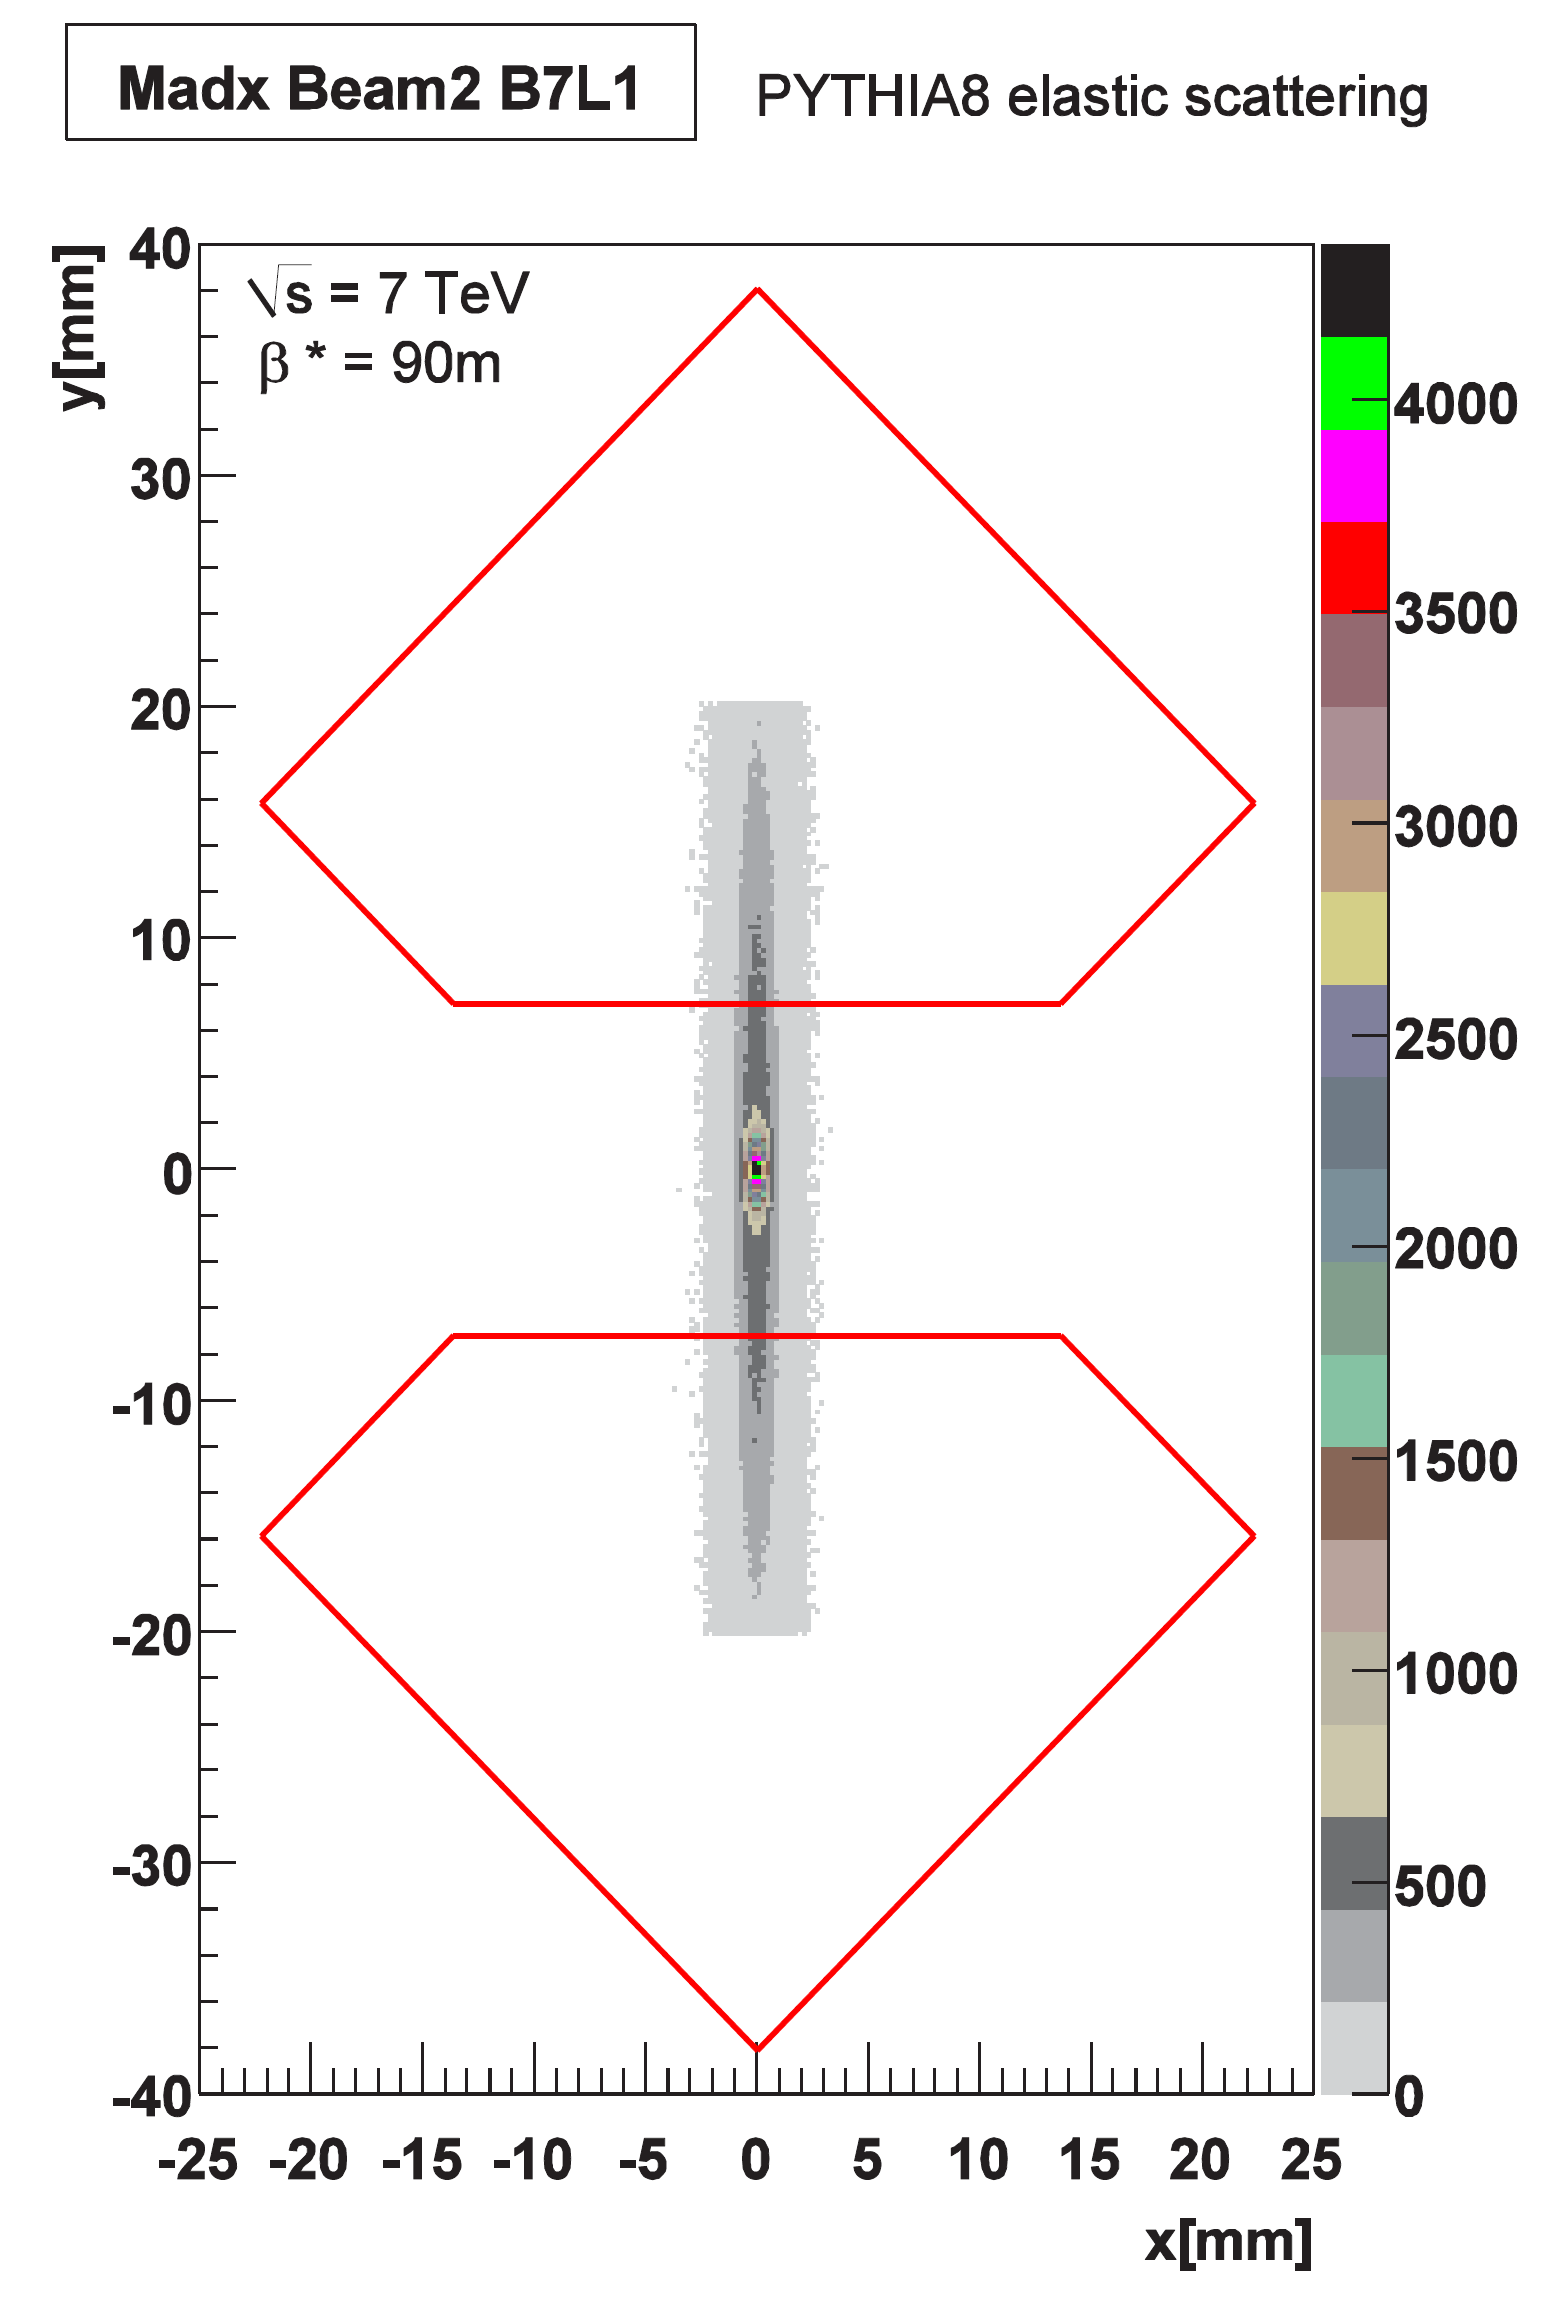 Madx Beam2 B7L1
PYTHIA8 elastic scattering
y[mm]
√s = 7 TeV
β * = 90m
40
30
20
10
0
-10
-20
-30
-40
-25 -20 -15 -10 -5 0 5 10 15 20 25
x[mm]
4000
3500
3000
2500
2000
1500
1000
500
0